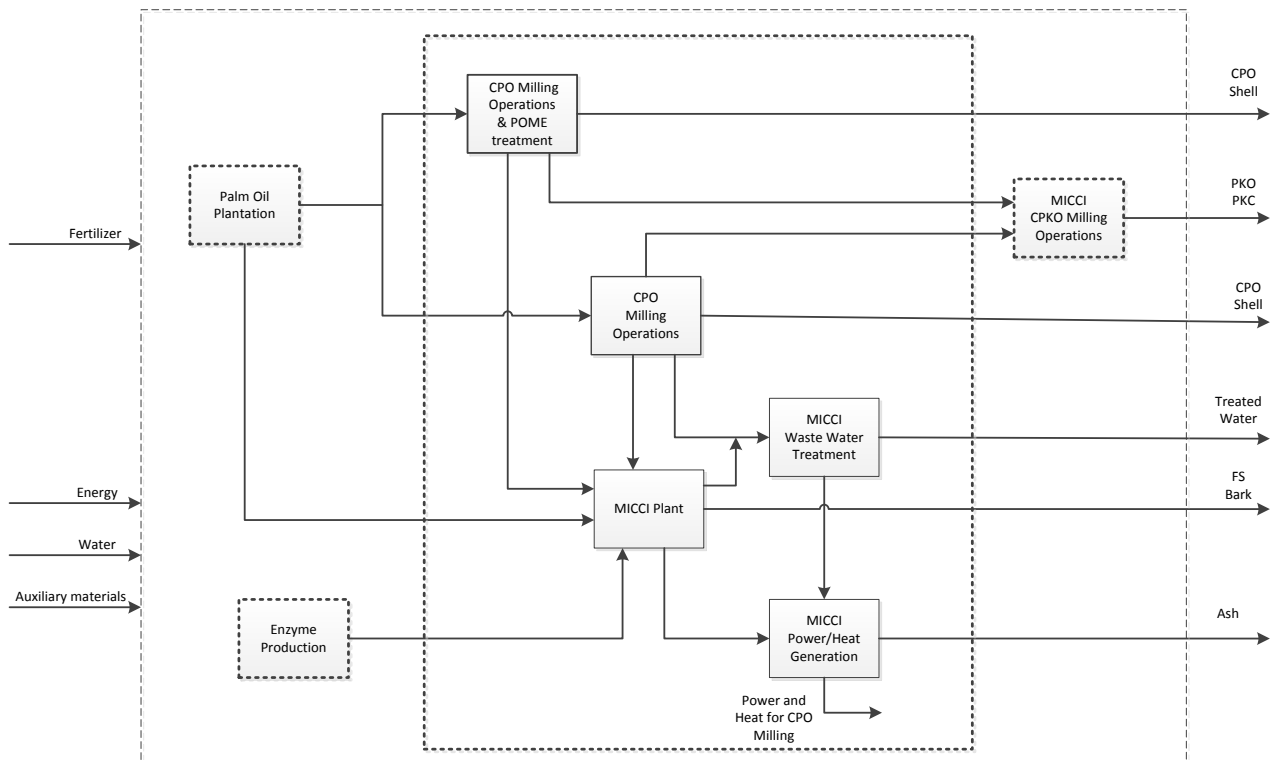 CPO
Shell
CPO Milling
Operations
& POME
treatment
Palm Oil
Plantation
MICCI
CPKO Milling
Operations
PKO
PKC
Fertilizer
CPO
Milling
Operations
CPO
Shell
MICCI
Waste Water
Treatment
Treated
Water
Energy
MICCI Plant
FS
Bark
Water
Auxiliary materials
Enzyme
Production
MICCI
Power/Heat
Generation
Ash
Power and
Heat for CPO
Milling